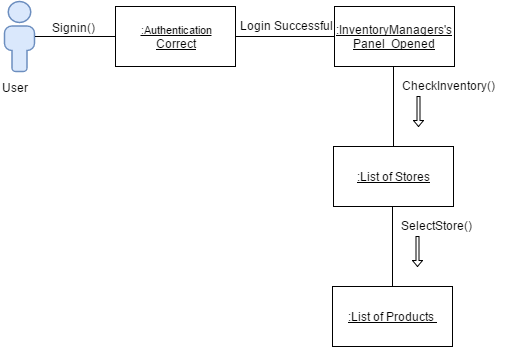 Signin()
:Authentication
Correct
Login Successful
:InventoryManagers's
Panel Opened
User
CheckInventory()
:List of Stores
SelectStore()
:List of Products